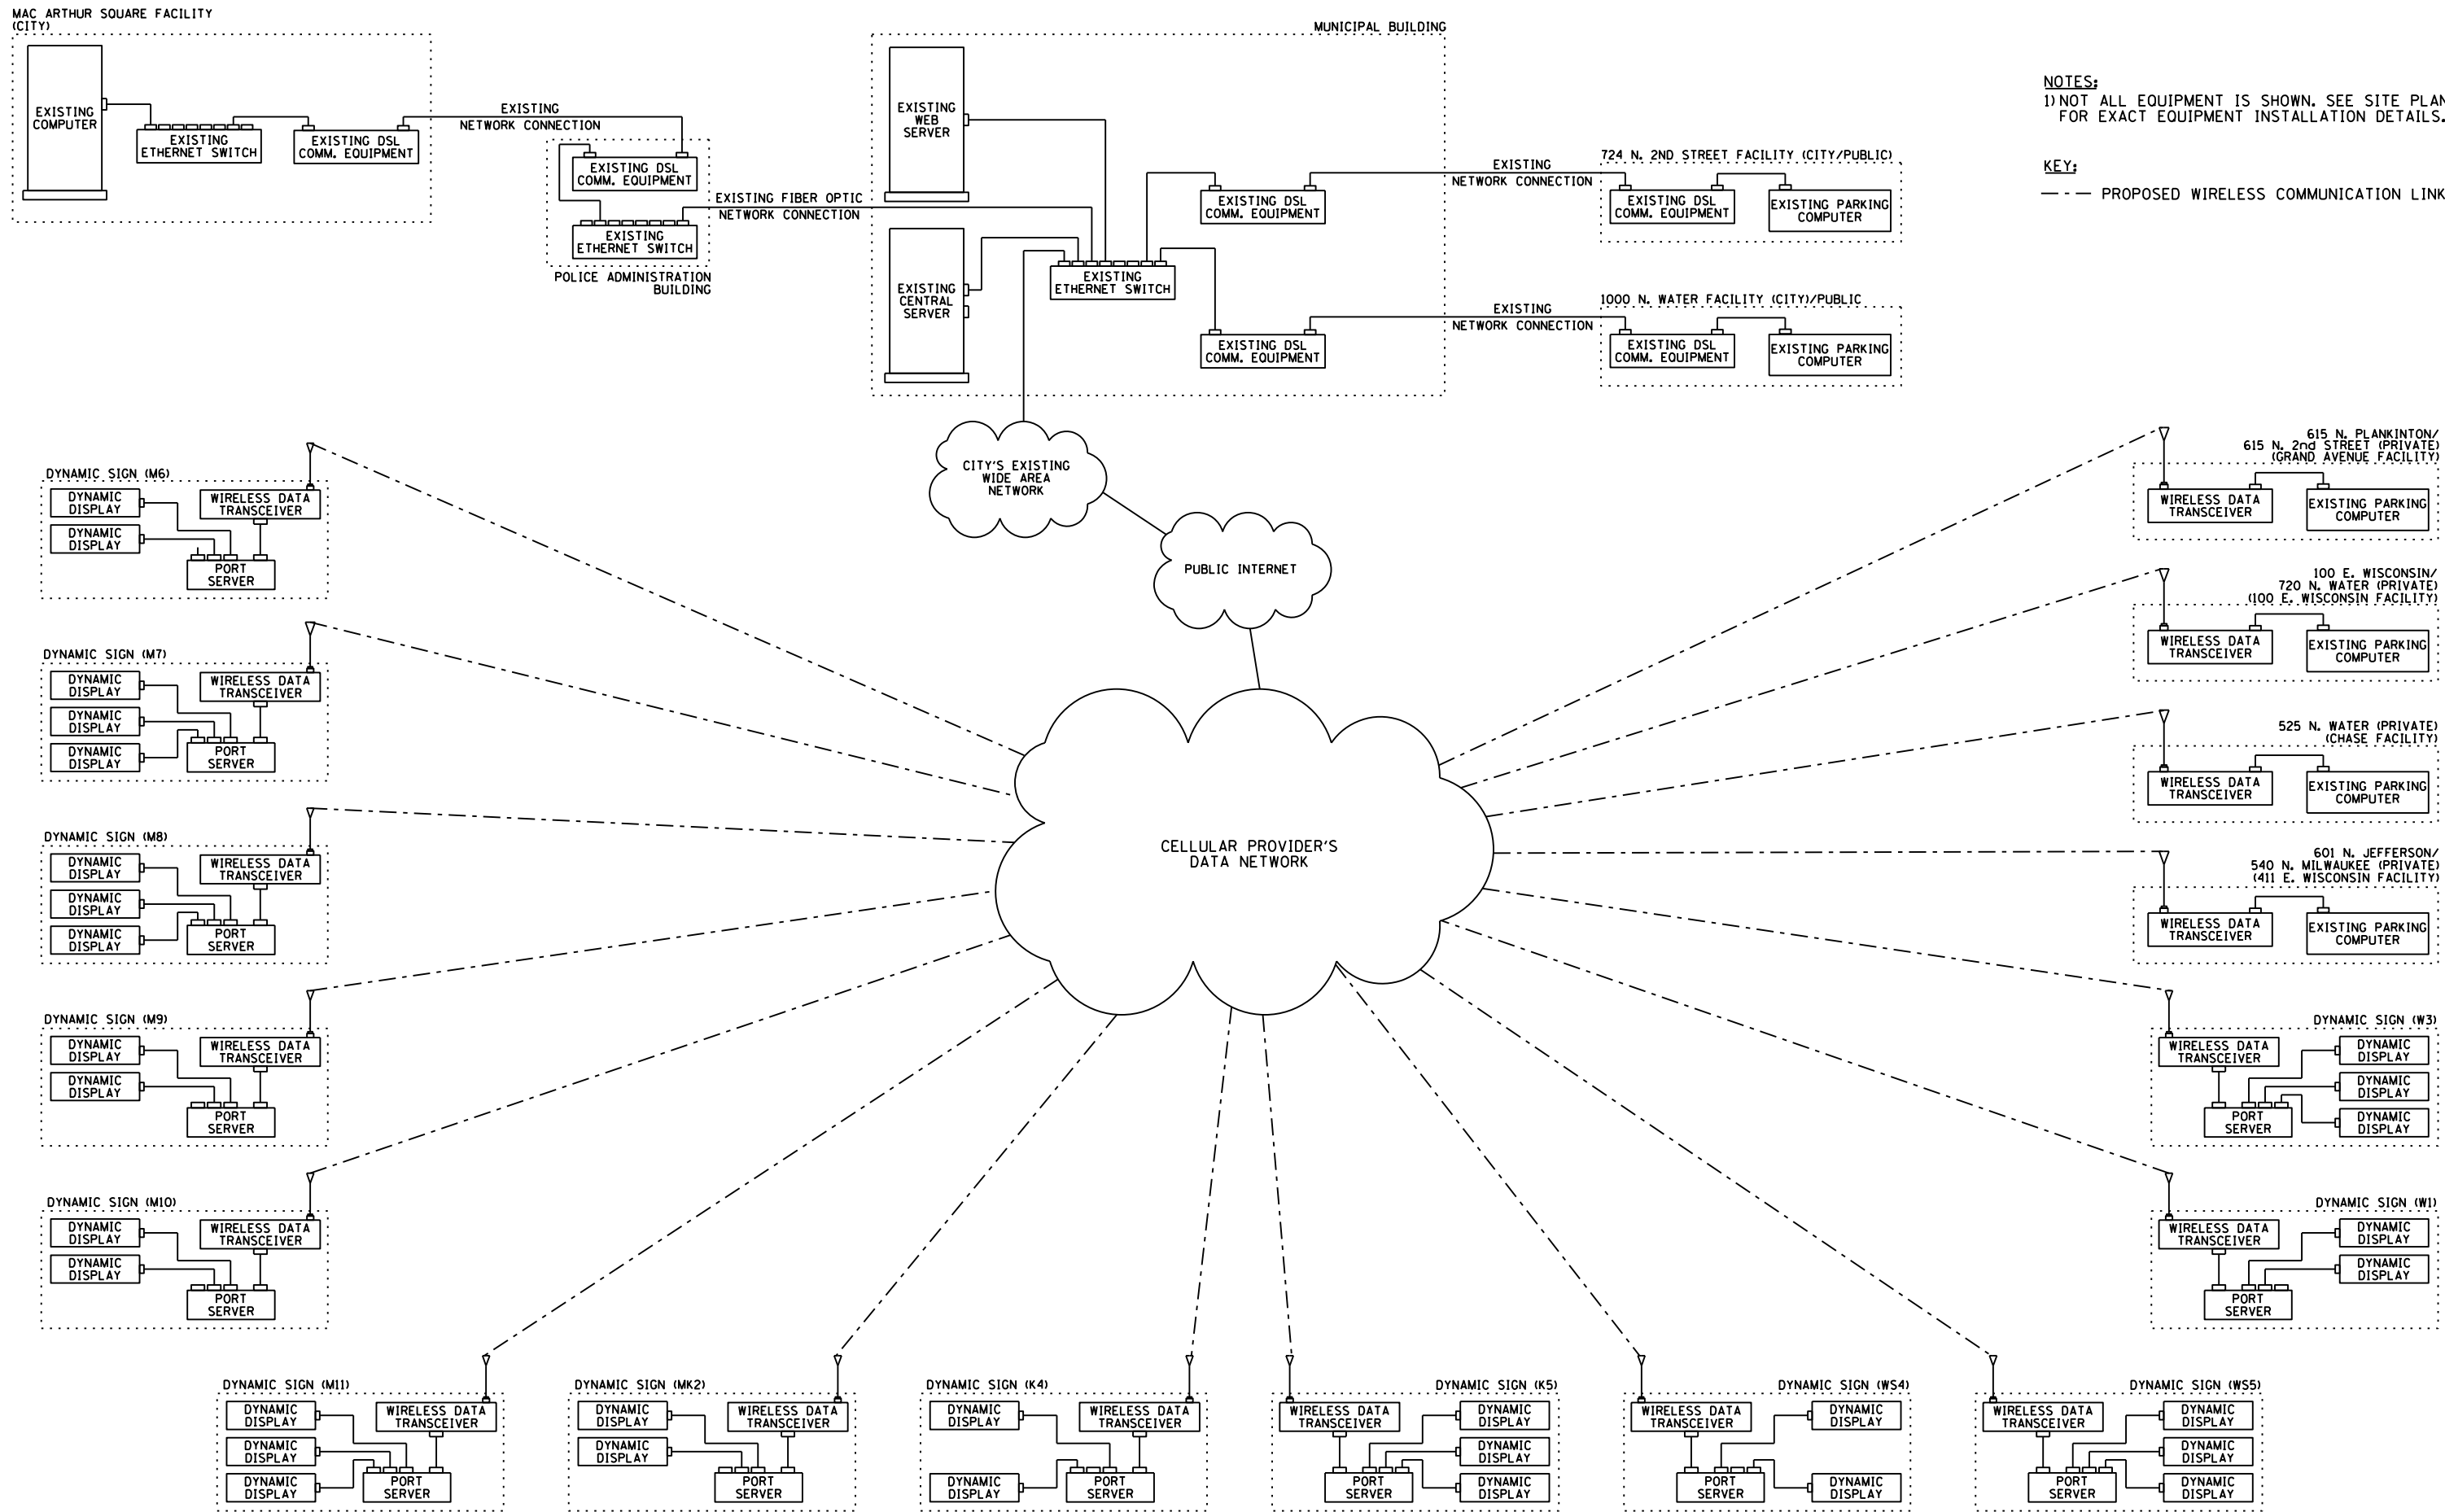 MAC ARTHUR SQUARE FACILITY
(CITY)
EXISTING
COMPUTER
EXISTING
ETHERNET SWITCH
EXISTING DSL
COMM. EQUIPMENT
EXISTING
NETWORK CONNECTION
EXISTING DSL
COMM. EQUIPMENT
EXISTING
ETHERNET SWITCH
POLICE ADMINISTRATION
BUILDING
EXISTING FIBER OPTIC
NETWORK CONNECTION
MUNICIPAL BUILDING
EXISTING
WEB
SERVER
EXISTING
CENTRAL
SERVER
EXISTING
ETHERNET SWITCH
EXISTING DSL
COMM. EQUIPMENT
EXISTING DSL
COMM. EQUIPMENT
EXISTING
NETWORK CONNECTION
724 N. 2ND STREET FACILITY (CITY/PUBLIC)
EXISTING DSL
COMM. EQUIPMENT
EXISTING PARKING
COMPUTER
EXISTING
NETWORK CONNECTION
1000 N. WATER FACILITY (CITY)/PUBLIC
EXISTING DSL
COMM. EQUIPMENT
EXISTING PARKING
COMPUTER
NOTES:
1) NOT ALL EQUIPMENT IS SHOWN. SEE SITE PLAN
FOR EXACT EQUIPMENT INSTALLATION DETAILS.
KEY:
PROPOSED WIRELESS COMMUNICATION LINK
CITY'S EXISTING
WIDE AREA
NETWORK
PUBLIC INTERNET
CELLULAR PROVIDER'S
DATA NETWORK
DYNAMIC SIGN (M6)
DYNAMIC
DISPLAY
DYNAMIC
DISPLAY
WIRELESS DATA
TRANSCEIVER
PORT
SERVER
DYNAMIC SIGN (M7)
DYNAMIC
DISPLAY
DYNAMIC
DISPLAY
DYNAMIC
DISPLAY
WIRELESS DATA
TRANSCEIVER
PORT
SERVER
DYNAMIC SIGN (M8)
DYNAMIC
DISPLAY
DYNAMIC
DISPLAY
DYNAMIC
DISPLAY
WIRELESS DATA
TRANSCEIVER
PORT
SERVER
DYNAMIC SIGN (M9)
DYNAMIC
DISPLAY
DYNAMIC
DISPLAY
WIRELESS DATA
TRANSCEIVER
PORT
SERVER
DYNAMIC SIGN (M10)
DYNAMIC
DISPLAY
DYNAMIC
DISPLAY
WIRELESS DATA
TRANSCEIVER
PORT
SERVER
615 N. PLANKINTON/
615 N. 2nd STREET (PRIVATE)
(GRAND AVENUE FACILITY)
WIRELESS DATA
TRANSCEIVER
EXISTING PARKING
COMPUTER
100 E. WISCONSIN/
720 N. WATER (PRIVATE)
(100 E. WISCONSIN FACILITY)
WIRELESS DATA
TRANSCEIVER
EXISTING PARKING
COMPUTER
525 N. WATER (PRIVATE)
(CHASE FACILITY)
WIRELESS DATA
TRANSCEIVER
EXISTING PARKING
COMPUTER
601 N. JEFFERSON/
540 N. MILWAUKEE (PRIVATE)
(411 E. WISCONSIN FACILITY)
WIRELESS DATA
TRANSCEIVER
EXISTING PARKING
COMPUTER
DYNAMIC SIGN (W3)
WIRELESS DATA
TRANSCEIVER
DYNAMIC
DISPLAY
DYNAMIC
DISPLAY
DYNAMIC
DISPLAY
PORT
SERVER
DYNAMIC SIGN (W1)
WIRELESS DATA
TRANSCEIVER
DYNAMIC
DISPLAY
DYNAMIC
DISPLAY
PORT
SERVER
DYNAMIC SIGN (M11)
DYNAMIC
DISPLAY
DYNAMIC
DISPLAY
DYNAMIC
DISPLAY
WIRELESS DATA
TRANSCEIVER
PORT
SERVER
DYNAMIC SIGN (MK2)
DYNAMIC
DISPLAY
DYNAMIC
DISPLAY
WIRELESS DATA
TRANSCEIVER
PORT
SERVER
DYNAMIC SIGN (K4)
DYNAMIC
DISPLAY
DYNAMIC
DISPLAY
WIRELESS DATA
TRANSCEIVER
PORT
SERVER
DYNAMIC SIGN (K5)
WIRELESS DATA
TRANSCEIVER
DYNAMIC
DISPLAY
DYNAMIC
DISPLAY
DYNAMIC
DISPLAY
PORT
SERVER
DYNAMIC SIGN (WS4)
WIRELESS DATA
TRANSCEIVER
DYNAMIC
DISPLAY
DYNAMIC
DISPLAY
PORT
SERVER
DYNAMIC SIGN (WS5)
WIRELESS DATA
TRANSCEIVER
DYNAMIC
DISPLAY
DYNAMIC
DISPLAY
DYNAMIC
DISPLAY
PORT
SERVER